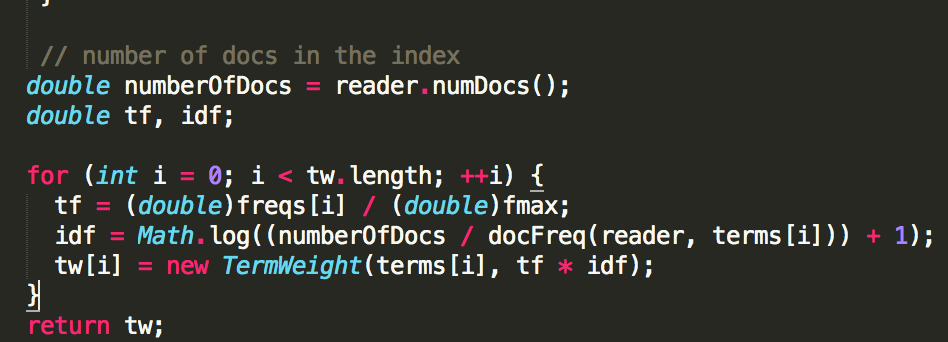 }
// number of docs in the index
double numberOfDocs = reader.numDocs();
double tf, idf;
for (int i = 0; i < tw.length; ++i) {
tf = (double)freqs[i] / (double)fmax;
idf = Math.log((numberOfDocs / docFreq(reader, terms[i])) + 1);
tw[i] = new TermWeight(terms[i], tf * idf);
}
return tw;